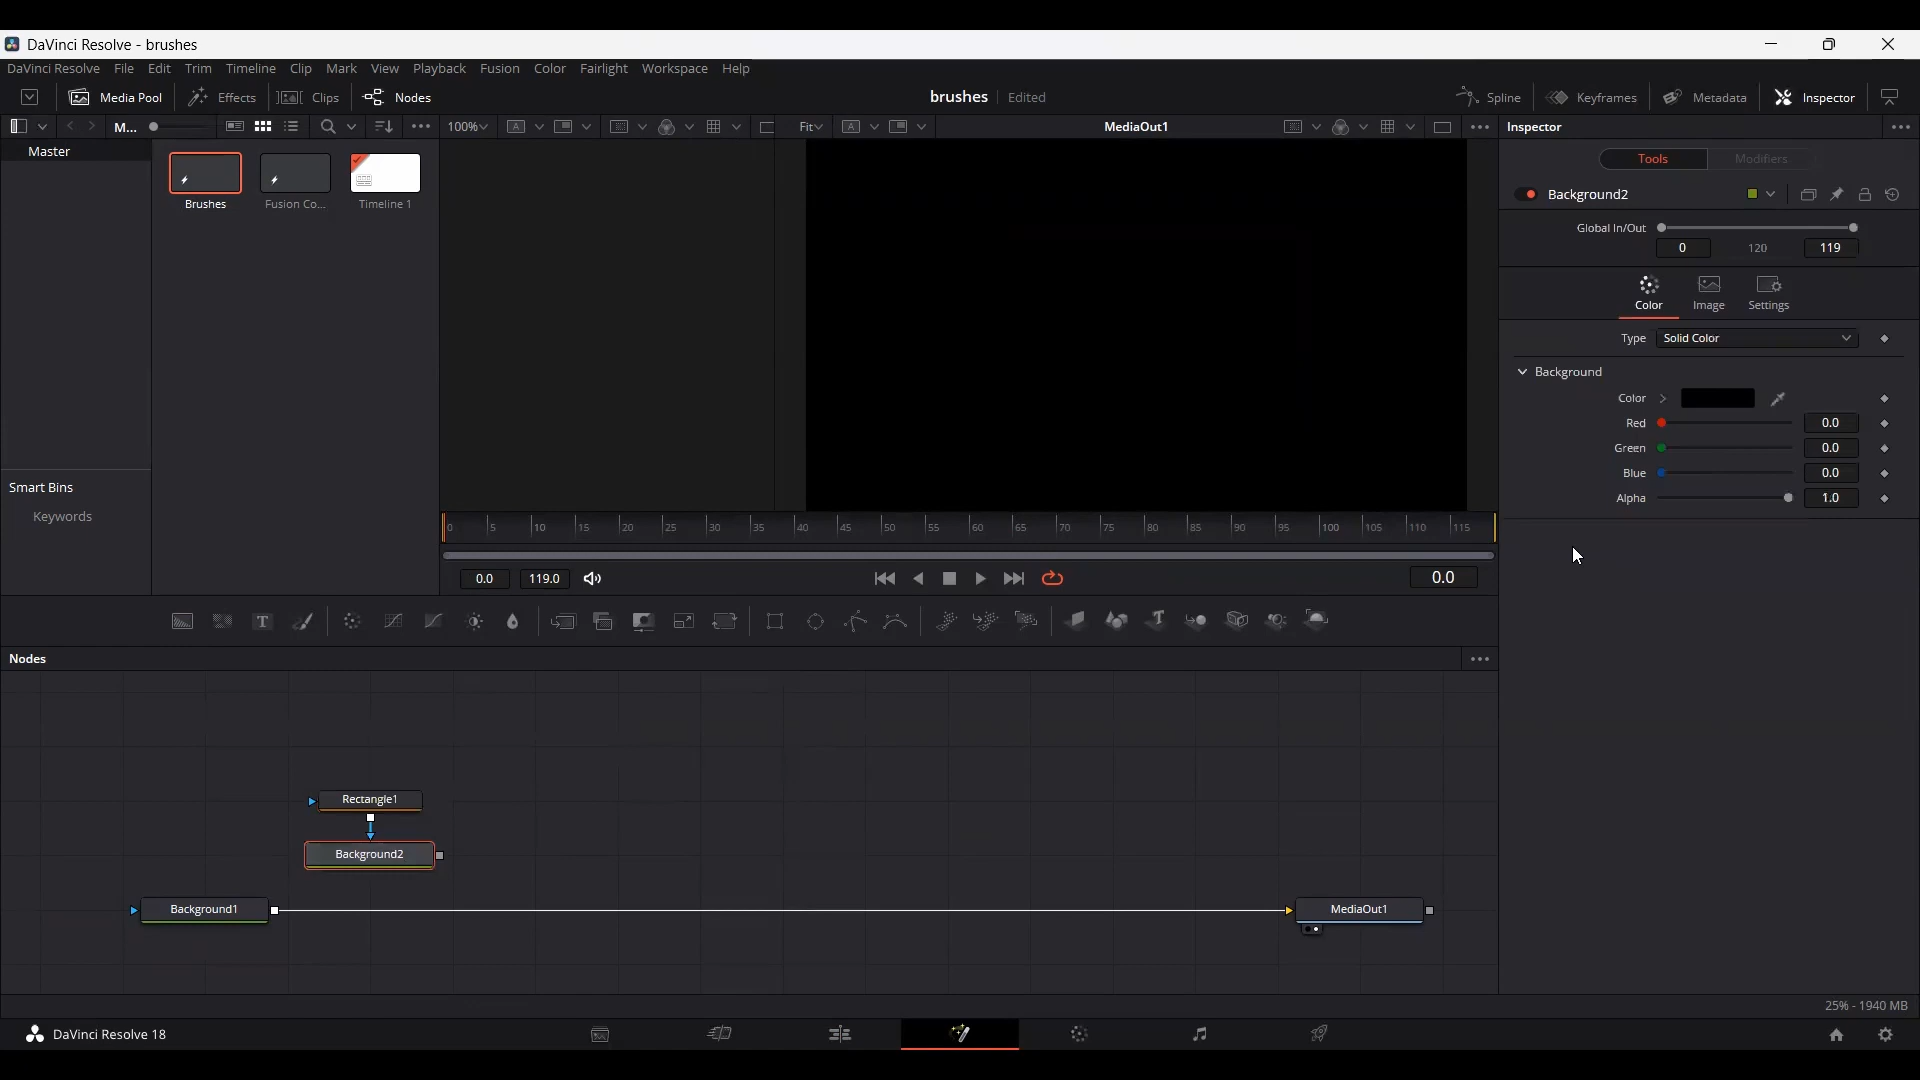 DaVinci Resolve - brushes
DaVinci Resolve File Edit Trim Timeline Clip Mark View Playback Fusion Color Fairlight Workspace Help
Media Pool Effects Clips Nodes brushes Edited Spline Keyframes Metadata Inspector
M... 100% Fit MediaOut1 Inspector
Master
Tools Modifiers
Brushes Fusion Co... Timeline 1
Background2
Global In/Out
0 120 119
Color Image Settings
Type Solid Color
Background
Color
Red 0.0
Green 0.0
Blue 0.0
Alpha 1.0
Smart Bins
Keywords
0 5 10 15 20 25 30 35 40 45 50 55 60 65 70 75 80 85 90 95 100 105 110 115
0.0 119.0 0.0
T T
Nodes
Rectangle1
Background2
Background1 MediaOut1
25% - 1940 MB
DaVinci Resolve 18